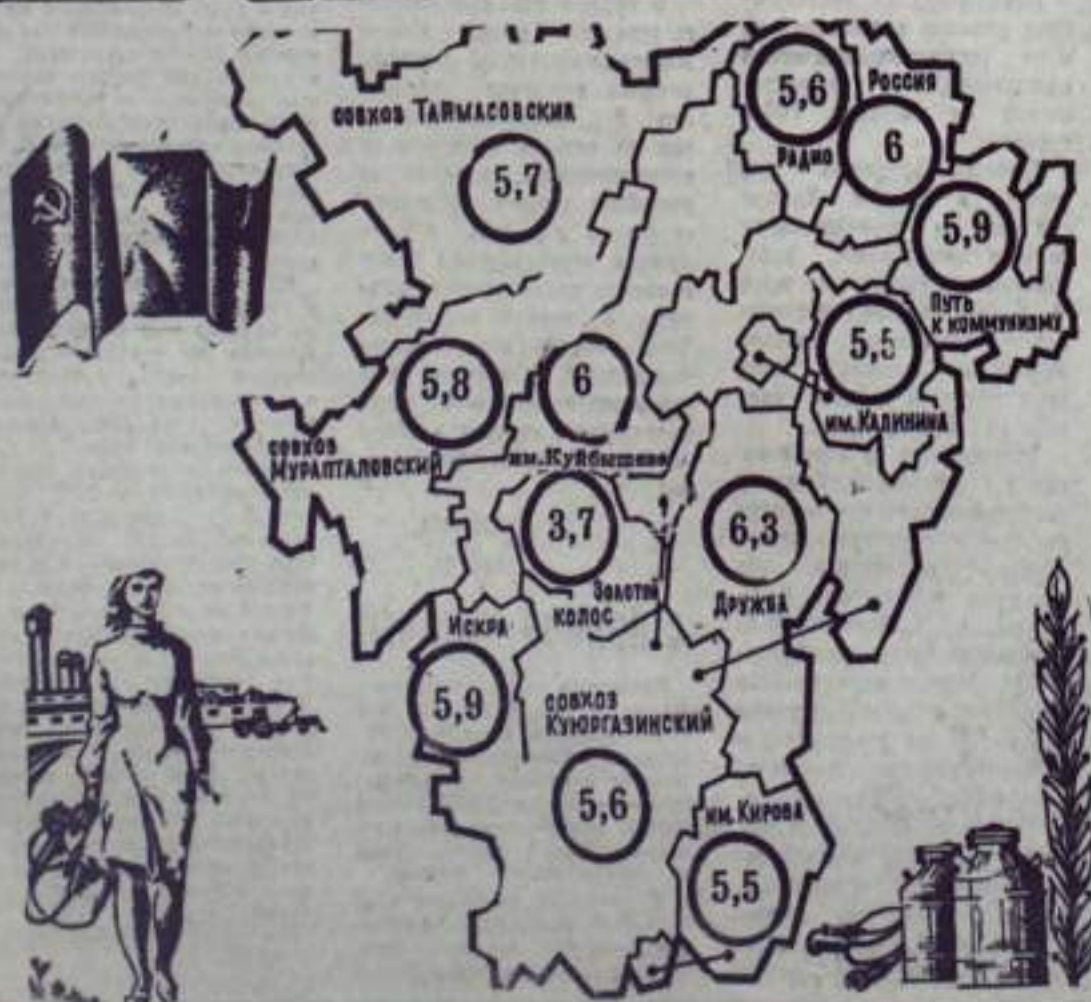 совхоз Таймасовский
5,7
5,6
Радио
Россия
6
5,9
Путь
к коммунизму
5,5
им. Калинина
5,8
совхоз
Мурапталовский
6
им. Куйбышева
3,7
Золотой
колос
6,3
Дружба
Искра
5,9
совхоз
Куюргазинский
5,6
им. Кирова
5,5